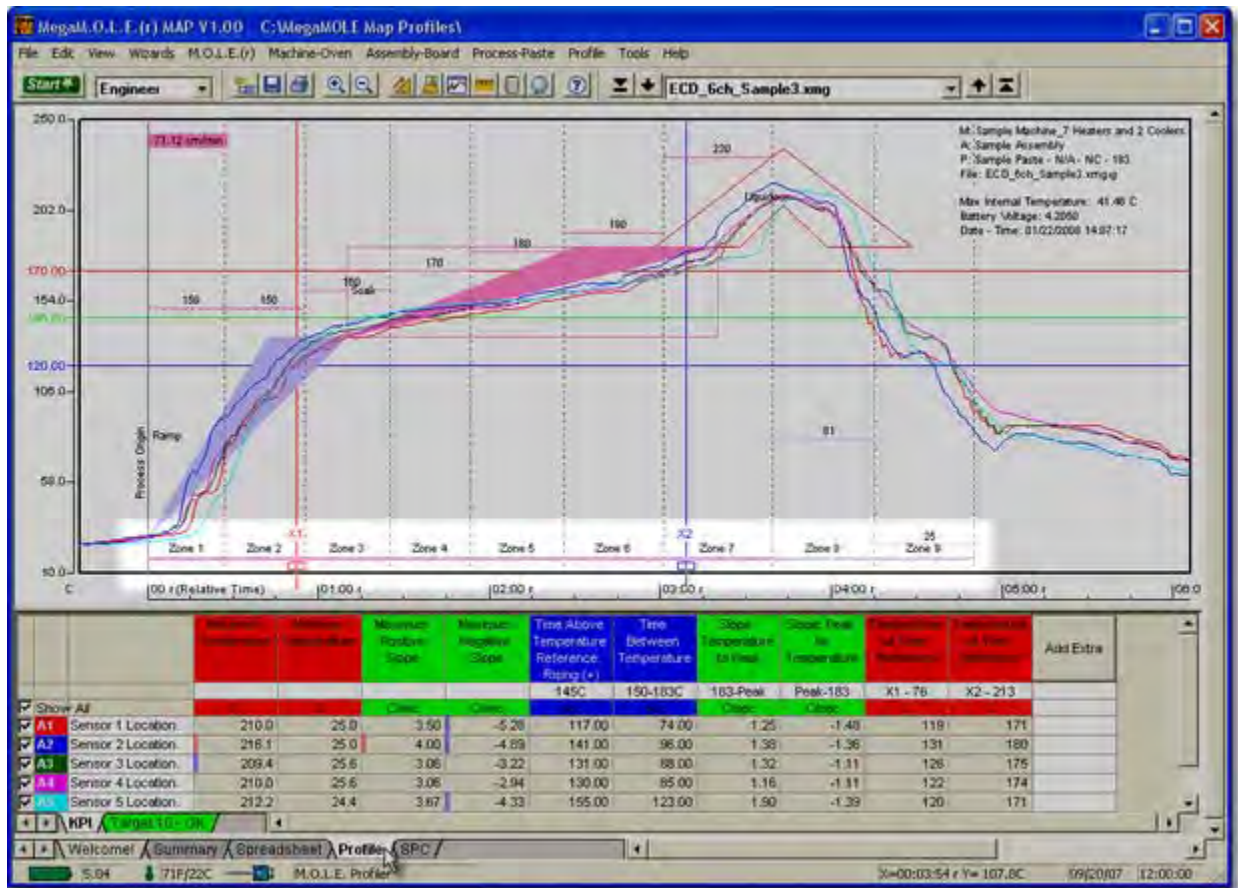 MegaM.O.L.E.(r) MAP V1.00 C:\MegaMOLE Map Profiles\
File Edit View Wizards M.O.L.E.(r) Machine-Oven Assembly-Board Process-Paste Profile Tools Help
Start Engineer ECD_6ch_Sample3.xmg
250.0
71.12 cm/min
M: Sample Machine_7 Heaters and 2 Coolers
A: Sample Assembly
P: Sample Paste - N/A - NC - 183
File: ECD_6ch_Sample3.xmg
Max Internal Temperature: 41.46 C
Battery Voltage: 4.2050
Date - Time: 01/22/2008 14:07:17
230
Liquidous
202.0
190
180
170
170.00
160
Soak
154.0
150 150
120.00
106.0
Process Origin
Ramp
81
58.0
X1 X2
25
Zone 1 Zone 2 Zone 3 Zone 4 Zone 5 Zone 6 Zone 7 Zone 8 Zone 9
10.0
C 00 r (Relative Time) 01:00 r 02:00 r 03:00 r 04:00 r 05:00 r 06:0
Maximum Positive Slope
Maximum Negative Slope
Time Above Temperature Reference Rising (+)
Time Between Temperature
Slope Temperature to Peak
Slope Peak to Temperature
Add Extra
145C 150-183C 183-Peak Peak-183 X1 - 76 X2 - 213
Show All
A1 Sensor 1 Location. 210.0 25.0 3.50 -5.28 117.00 74.00 1.25 -1.48 119 171
A2 Sensor 2 Location. 216.1 25.0 4.00 -4.89 141.00 96.00 1.38 -1.36 131 180
A3 Sensor 3 Location. 209.4 25.6 3.06 -3.22 131.00 88.00 1.32 -1.11 126 175
A4 Sensor 4 Location. 210.0 25.6 3.06 -2.94 130.00 85.00 1.16 -1.11 122 174
A5 Sensor 5 Location. 212.2 24.4 3.67 -4.33 155.00 123.00 1.90 -1.39 120 171
KPI Target 10 - OK
Welcome! Summary Spreadsheet Profile SPC
5.04 71F/22C M.O.L.E. Profiler X=00:03:54 r Y= 107.8C 09/20/07 12:00:00